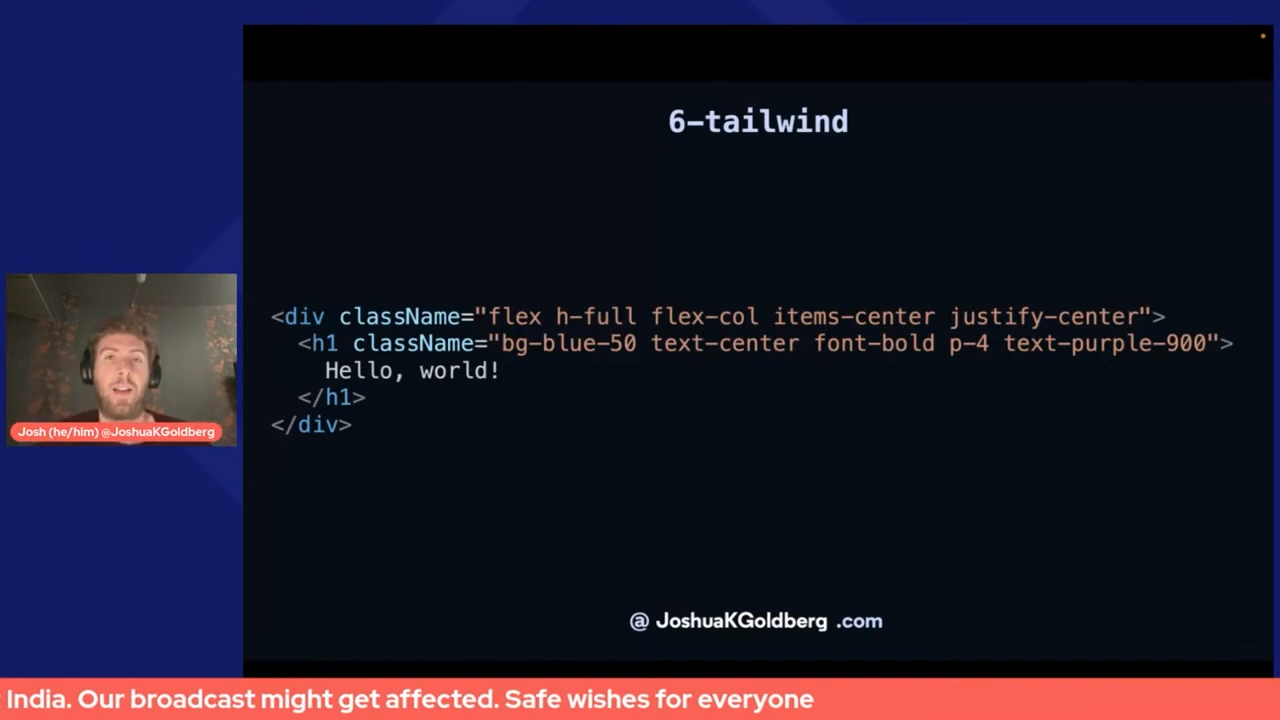 6-tailwind
<div className="flex h-full flex-col items-center justify-center">
<h1 className="bg-blue-50 text-center font-bold p-4 text-purple-900">
Hello, world!
</h1>
</div>
Josh (he/him) @JoshuaKGoldberg
@ JoshuaKGoldberg .com
India. Our broadcast might get affected. Safe wishes for everyone